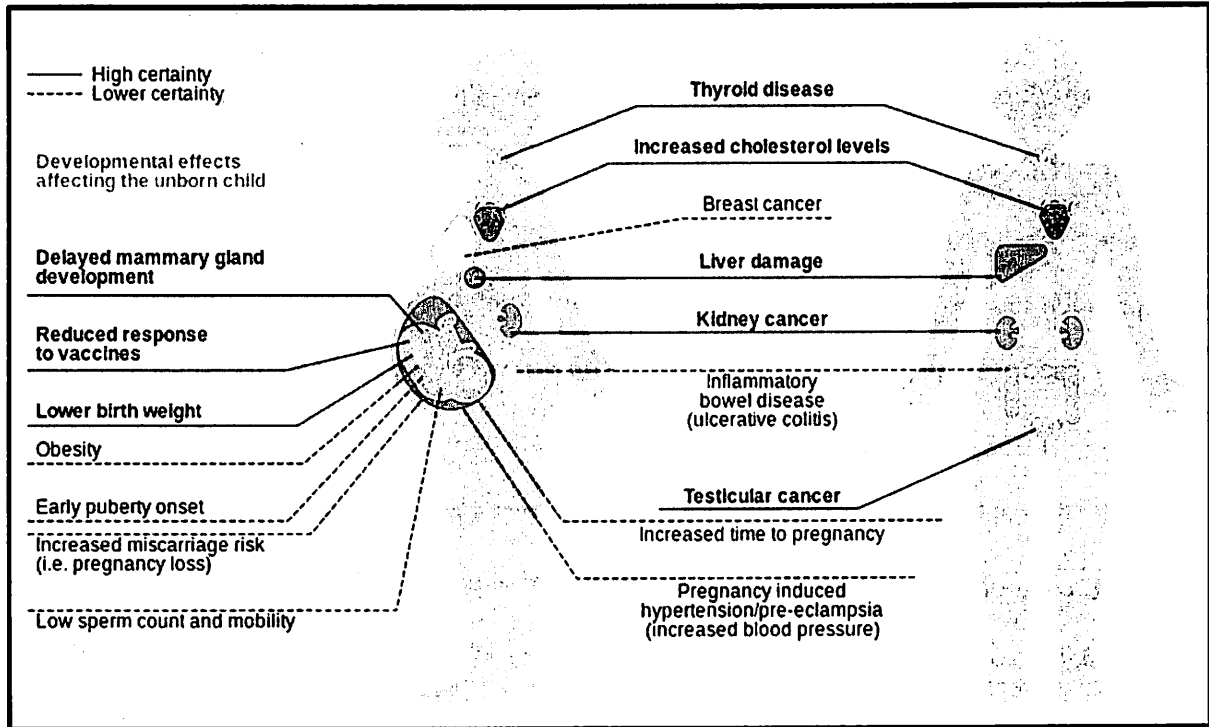 High certainty
Lower certainty
Developmental effects
affecting the unborn child
Delayed mammary gland
development
Reduced response
to vaccines
Lower birth weight
Obesity
Early puberty onset
Increased miscarriage risk
(i.e. pregnancy loss)
Low sperm count and mobility
Thyroid disease
Increased cholesterol levels
Breast cancer
Liver damage
Kidney cancer
Inflammatory
bowel disease
(ulcerative colitis)
Testicular cancer
Increased time to pregnancy
Pregnancy induced
hypertension/pre-eclampsia
(increased blood pressure)